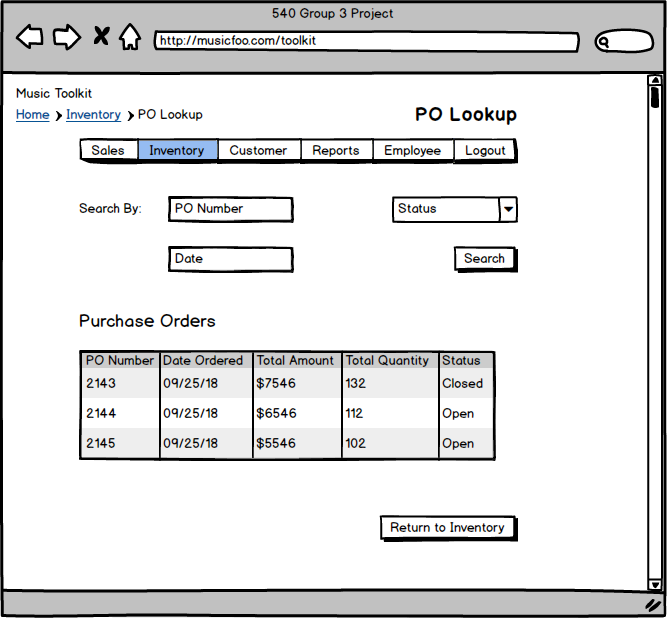 540 Group 3 Project
http://musicfoo.com/toolkit
Music Toolkit
Home > Inventory > PO Lookup
PO Lookup
Sales Inventory Customer Reports Employee Logout
Search By: PO Number Status
Date Search
Purchase Orders
PO Number Date Ordered Total Amount Total Quantity Status
2143 09/25/18 $7546 132 Closed
2144 09/25/18 $6546 112 Open
2145 09/25/18 $5546 102 Open
Return to Inventory